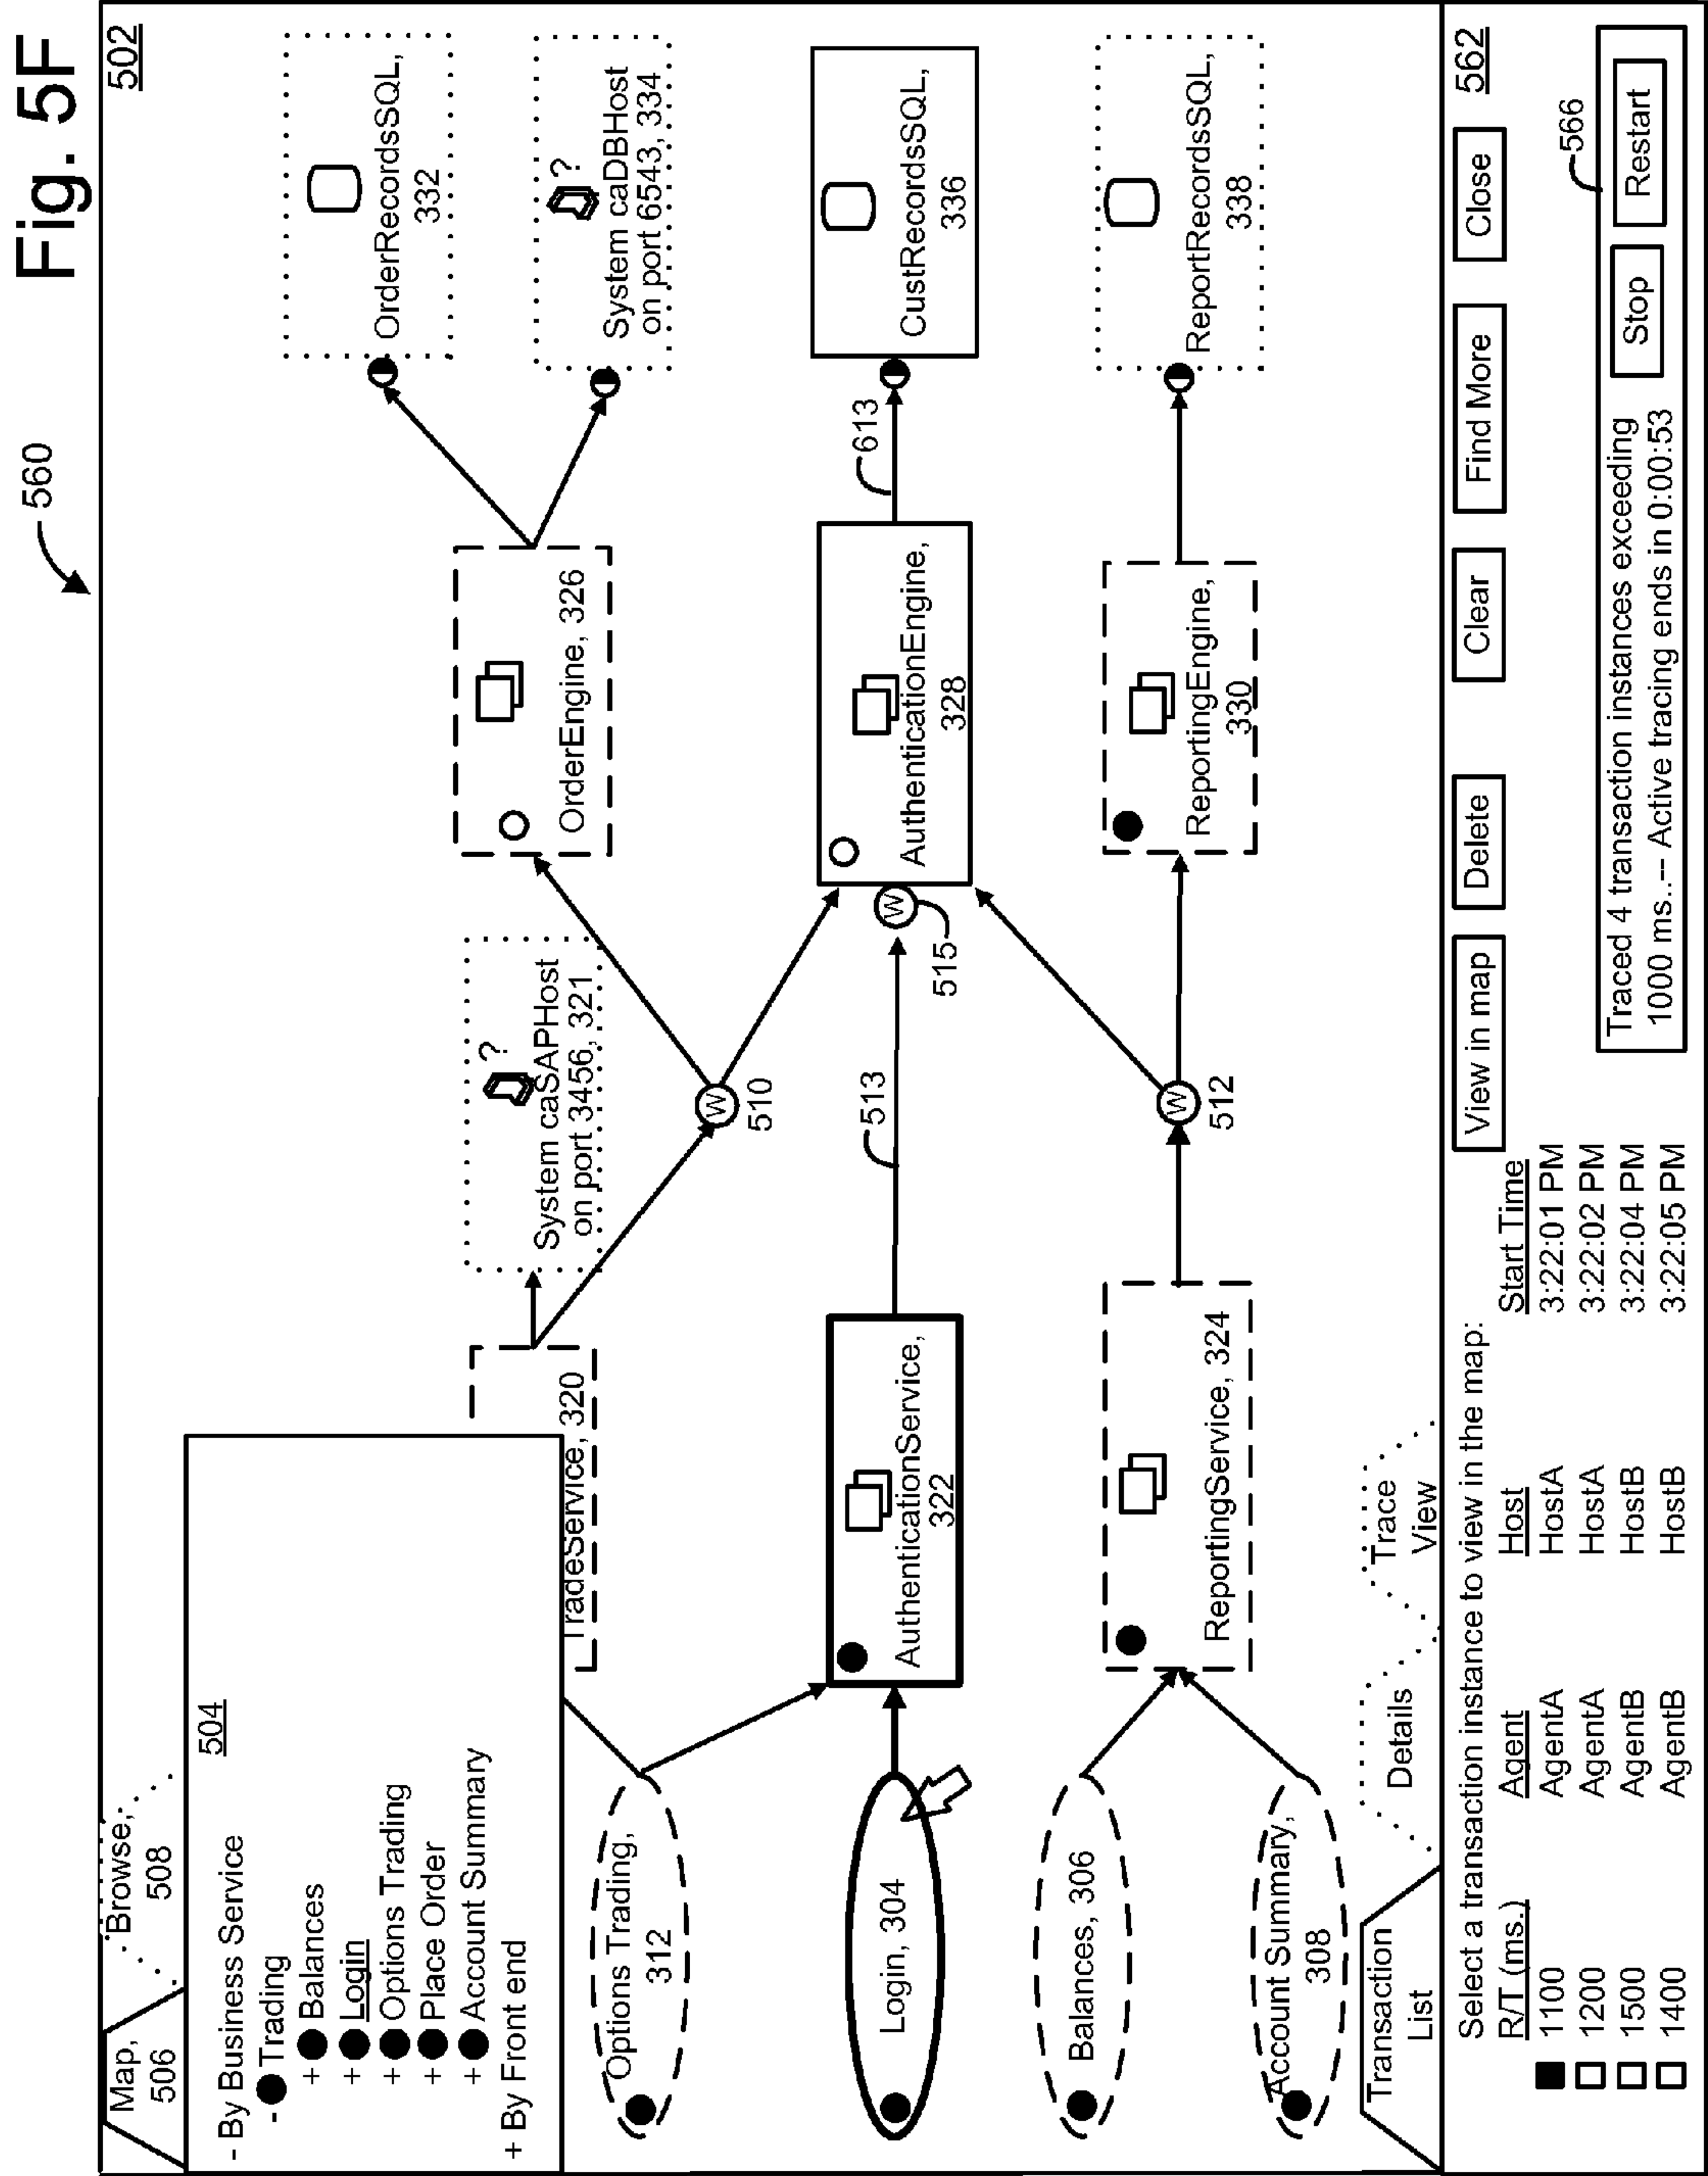 Fig. 5F
560
Map,
506
Browse,
508
502
504
- By Business Service
- Trading
+ Balances
+ Login
+ Options Trading
+ Place Order
+ Account Summary
+ By Front end
TradeService, 320
System caSAPHost
on port 3456, 321
?
OrderEngine, 326
OrderRecordsSQL,
332
?
System caDBHost
on port 6543, 334
W
510
Options Trading,
312
Login, 304
AuthenticationService,
322
513
W
515
AuthenticationEngine,
328
613
CustRecordsSQL,
336
Balances, 306
Account Summary,
308
ReportingService, 324
W
512
ReportingEngine,
330
ReportRecordsSQL,
338
Transaction
List
Details
Trace
View
562
Select a transaction instance to view in the map:
View in map
Delete
Clear
Find More
Close
R/T (ms.) Agent Host Start Time
1100 AgentA HostA 3:22:01 PM
1200 AgentA HostA 3:22:02 PM
1500 AgentB HostB 3:22:04 PM
1400 AgentB HostB 3:22:05 PM
566
Traced 4 transaction instances exceeding
1000 ms..-- Active tracing ends in 0:00:53
Stop
Restart